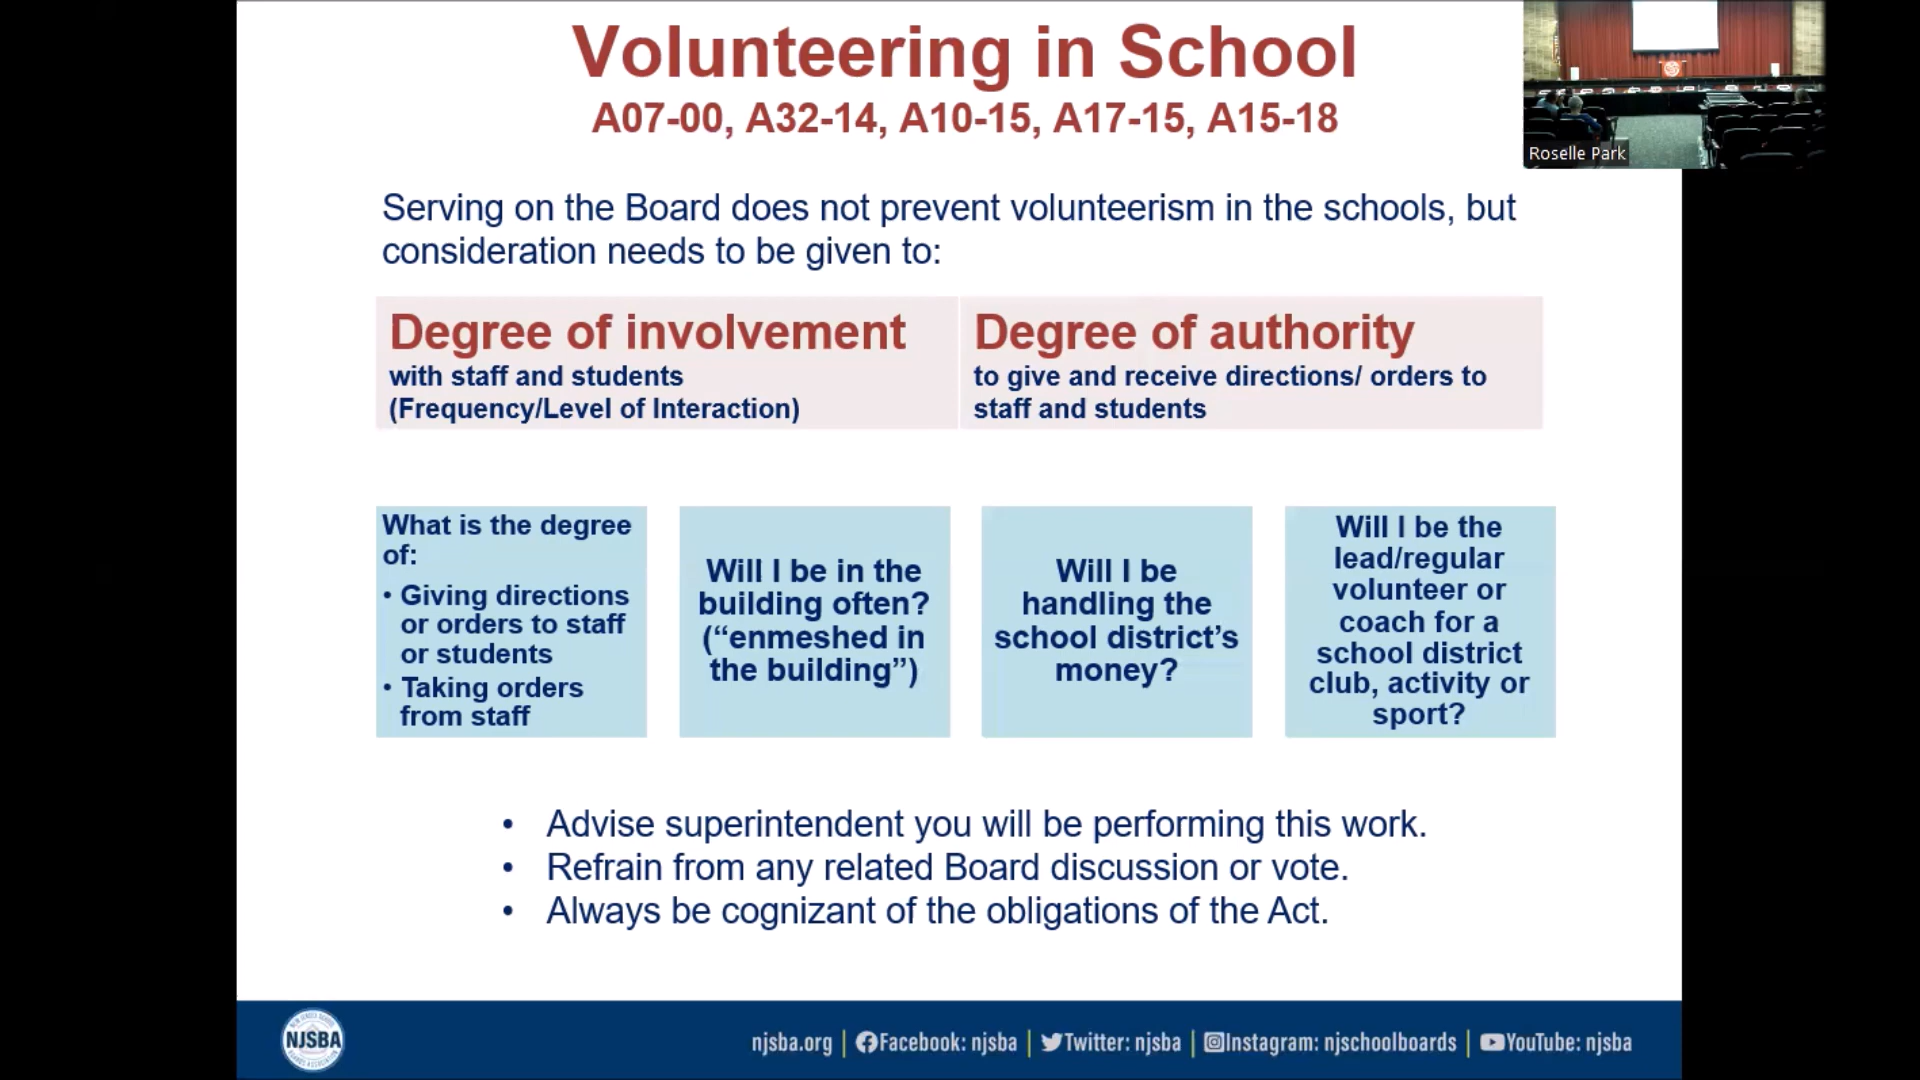 Volunteering in School
A07-00, A32-14, A10-15, A17-15, A15-18
Roselle Park
Serving on the Board does not prevent volunteerism in the schools, but
consideration needs to be given to:
Degree of involvement
with staff and students
(Frequency/Level of Interaction)
Degree of authority
to give and receive directions/ orders to
staff and students
What is the degree
of:
• Giving directions
or orders to staff
or students
• Taking orders
from staff
Will I be in the
building often?
(“enmeshed in
the building”)
Will I be
handling the
school district’s
money?
Will I be the
lead/regular
volunteer or
coach for a
school district
club, activity or
sport?
• Advise superintendent you will be performing this work.
• Refrain from any related Board discussion or vote.
• Always be cognizant of the obligations of the Act.
NJSBA
njsba.org | Facebook: njsba | Twitter: njsba | Instagram: njschoolboards | YouTube: njsba